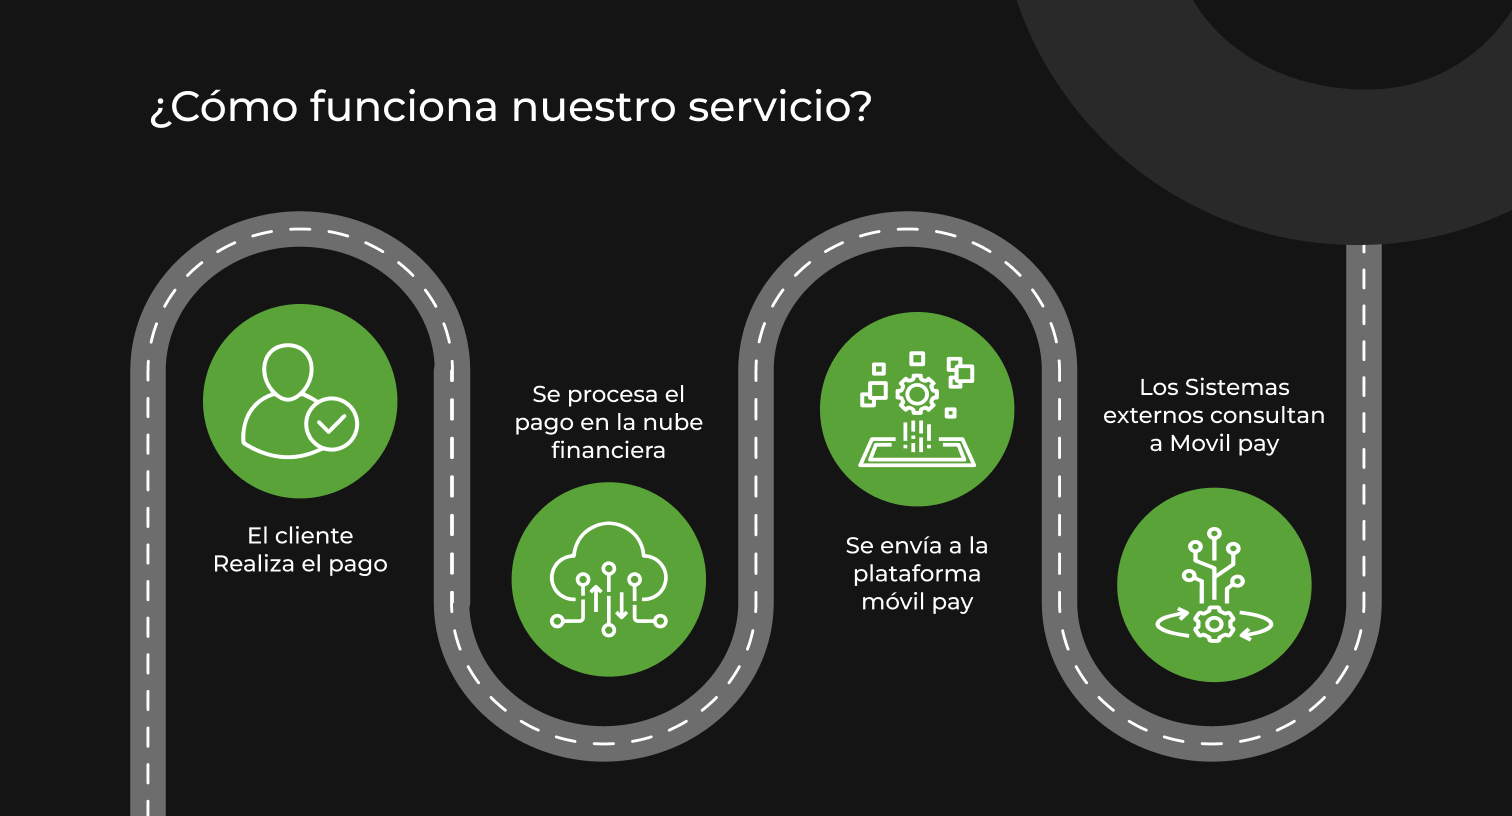 ¿Cómo funciona nuestro servicio?
El cliente
Realiza el pago
Se procesa el
pago en la nube
financiera
Se envía a la
plataforma
móvil pay
Los Sistemas
externos consultan
a Movil pay